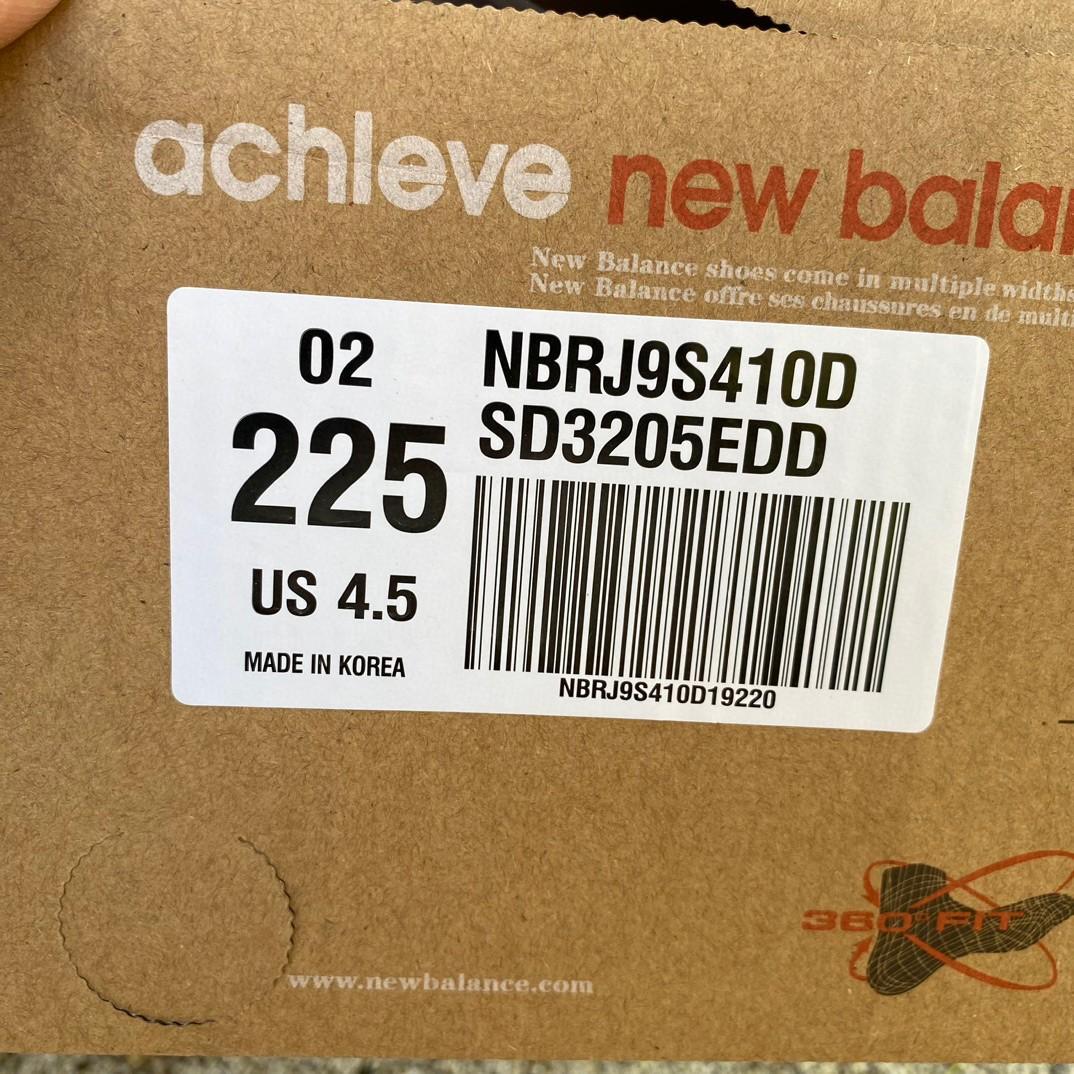 achIeve new balan
New Balance shoes come in multiple widths
New Balance offre ses chaussures en de multi
02
225
US 4.5
MADE IN KOREA
NBRJ9S410D
SD3205EDD
NBRJ9S410D19220
360° FIT
www.newbalance.com